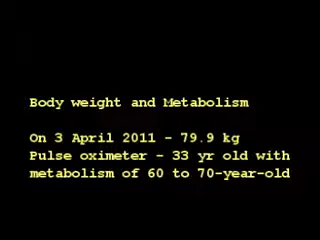 Body weight and Metabolism
On 3 April 2011 - 79.9 kg
Pulse oximeter - 33 yr old with
metabolism of 60 to 70-year-old